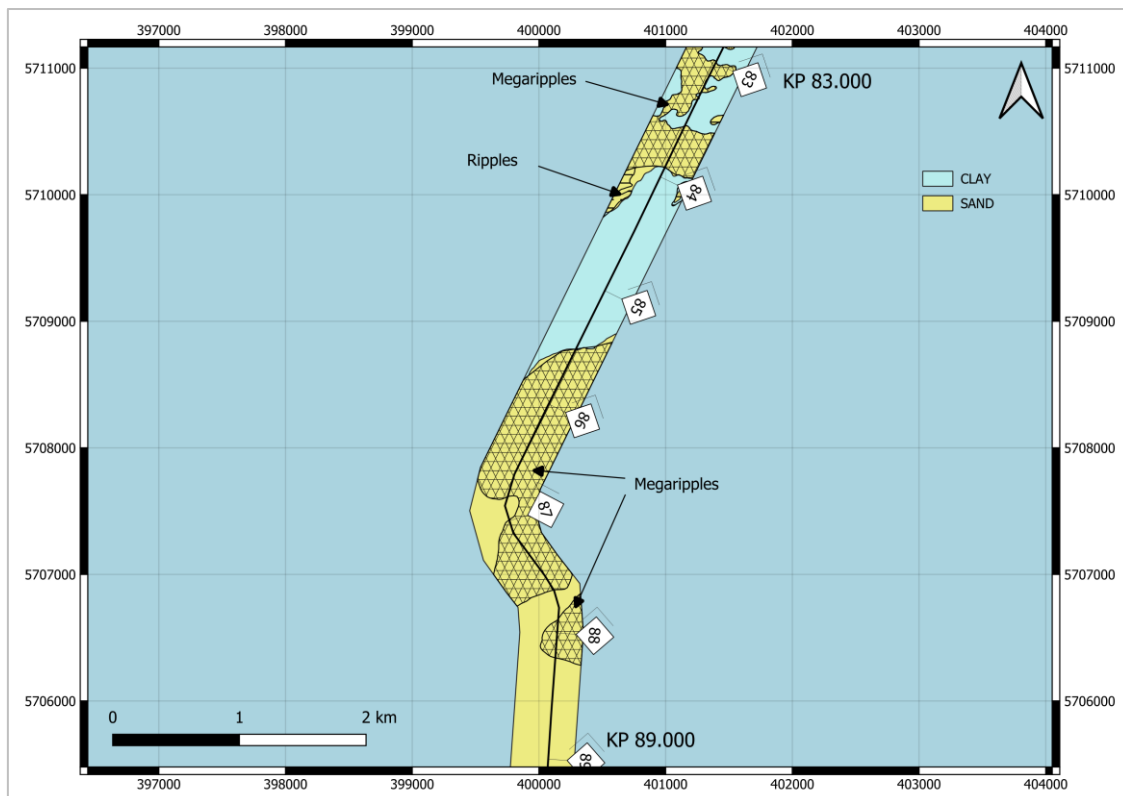 397000 398000 399000 400000 401000 402000 403000 404000
5711000 5711000
Megaripples
83
KP 83.000
Ripples
CLAY
5710000 5710000
84
SAND
5709000 5709000
85
86
5708000 5708000
Megaripples
87
5707000 5707000
88
5706000 5706000
0 1 2 km
KP 89.000
89
397000 398000 399000 400000 401000 402000 403000 404000